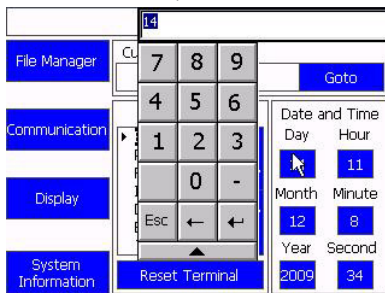 14
File Manager
Cu
7 8 9
Goto
4 5 6
Date and Time
Communication
1 2 3
Day Hour
11
0 -
Month Minute
Display
12 8
Esc ← ↵
Year Second
System
Information
Reset Terminal
2009 34